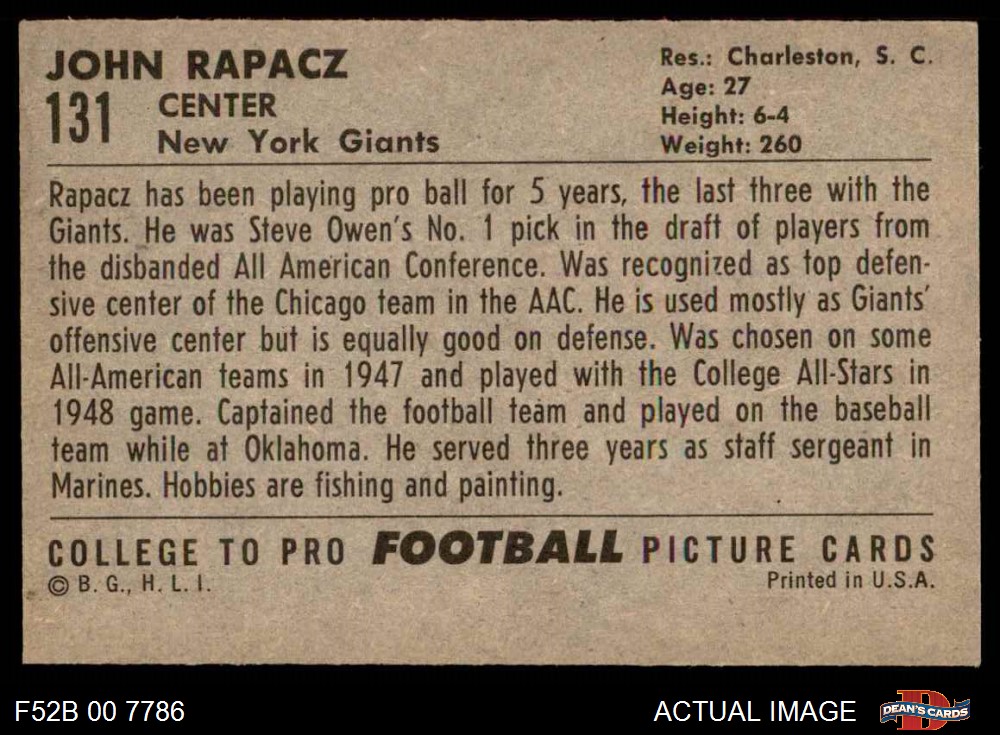 JOHN RAPACZ
131 CENTER
New York Giants
Res.: Charleston, S. C.
Age: 27
Height: 6-4
Weight: 260
Rapacz has been playing pro ball for 5 years, the last three with the
Giants. He was Steve Owen's No. 1 pick in the draft of players from
the disbanded All American Conference. Was recognized as top defen-
sive center of the Chicago team in the AAC. He is used mostly as Giants'
offensive center but is equally good on defense. Was chosen on some
All-American teams in 1947 and played with the College All-Stars in
1948 game. Captained the football team and played on the baseball
team while at Oklahoma. He served three years as staff sergeant in
Marines. Hobbies are fishing and painting.
COLLEGE TO PRO FOOTBALL PICTURE CARDS
© B. G., H. L. I.
Printed in U.S.A.
F52B 00 7786
ACTUAL IMAGE
D
DEAN'S CARDS